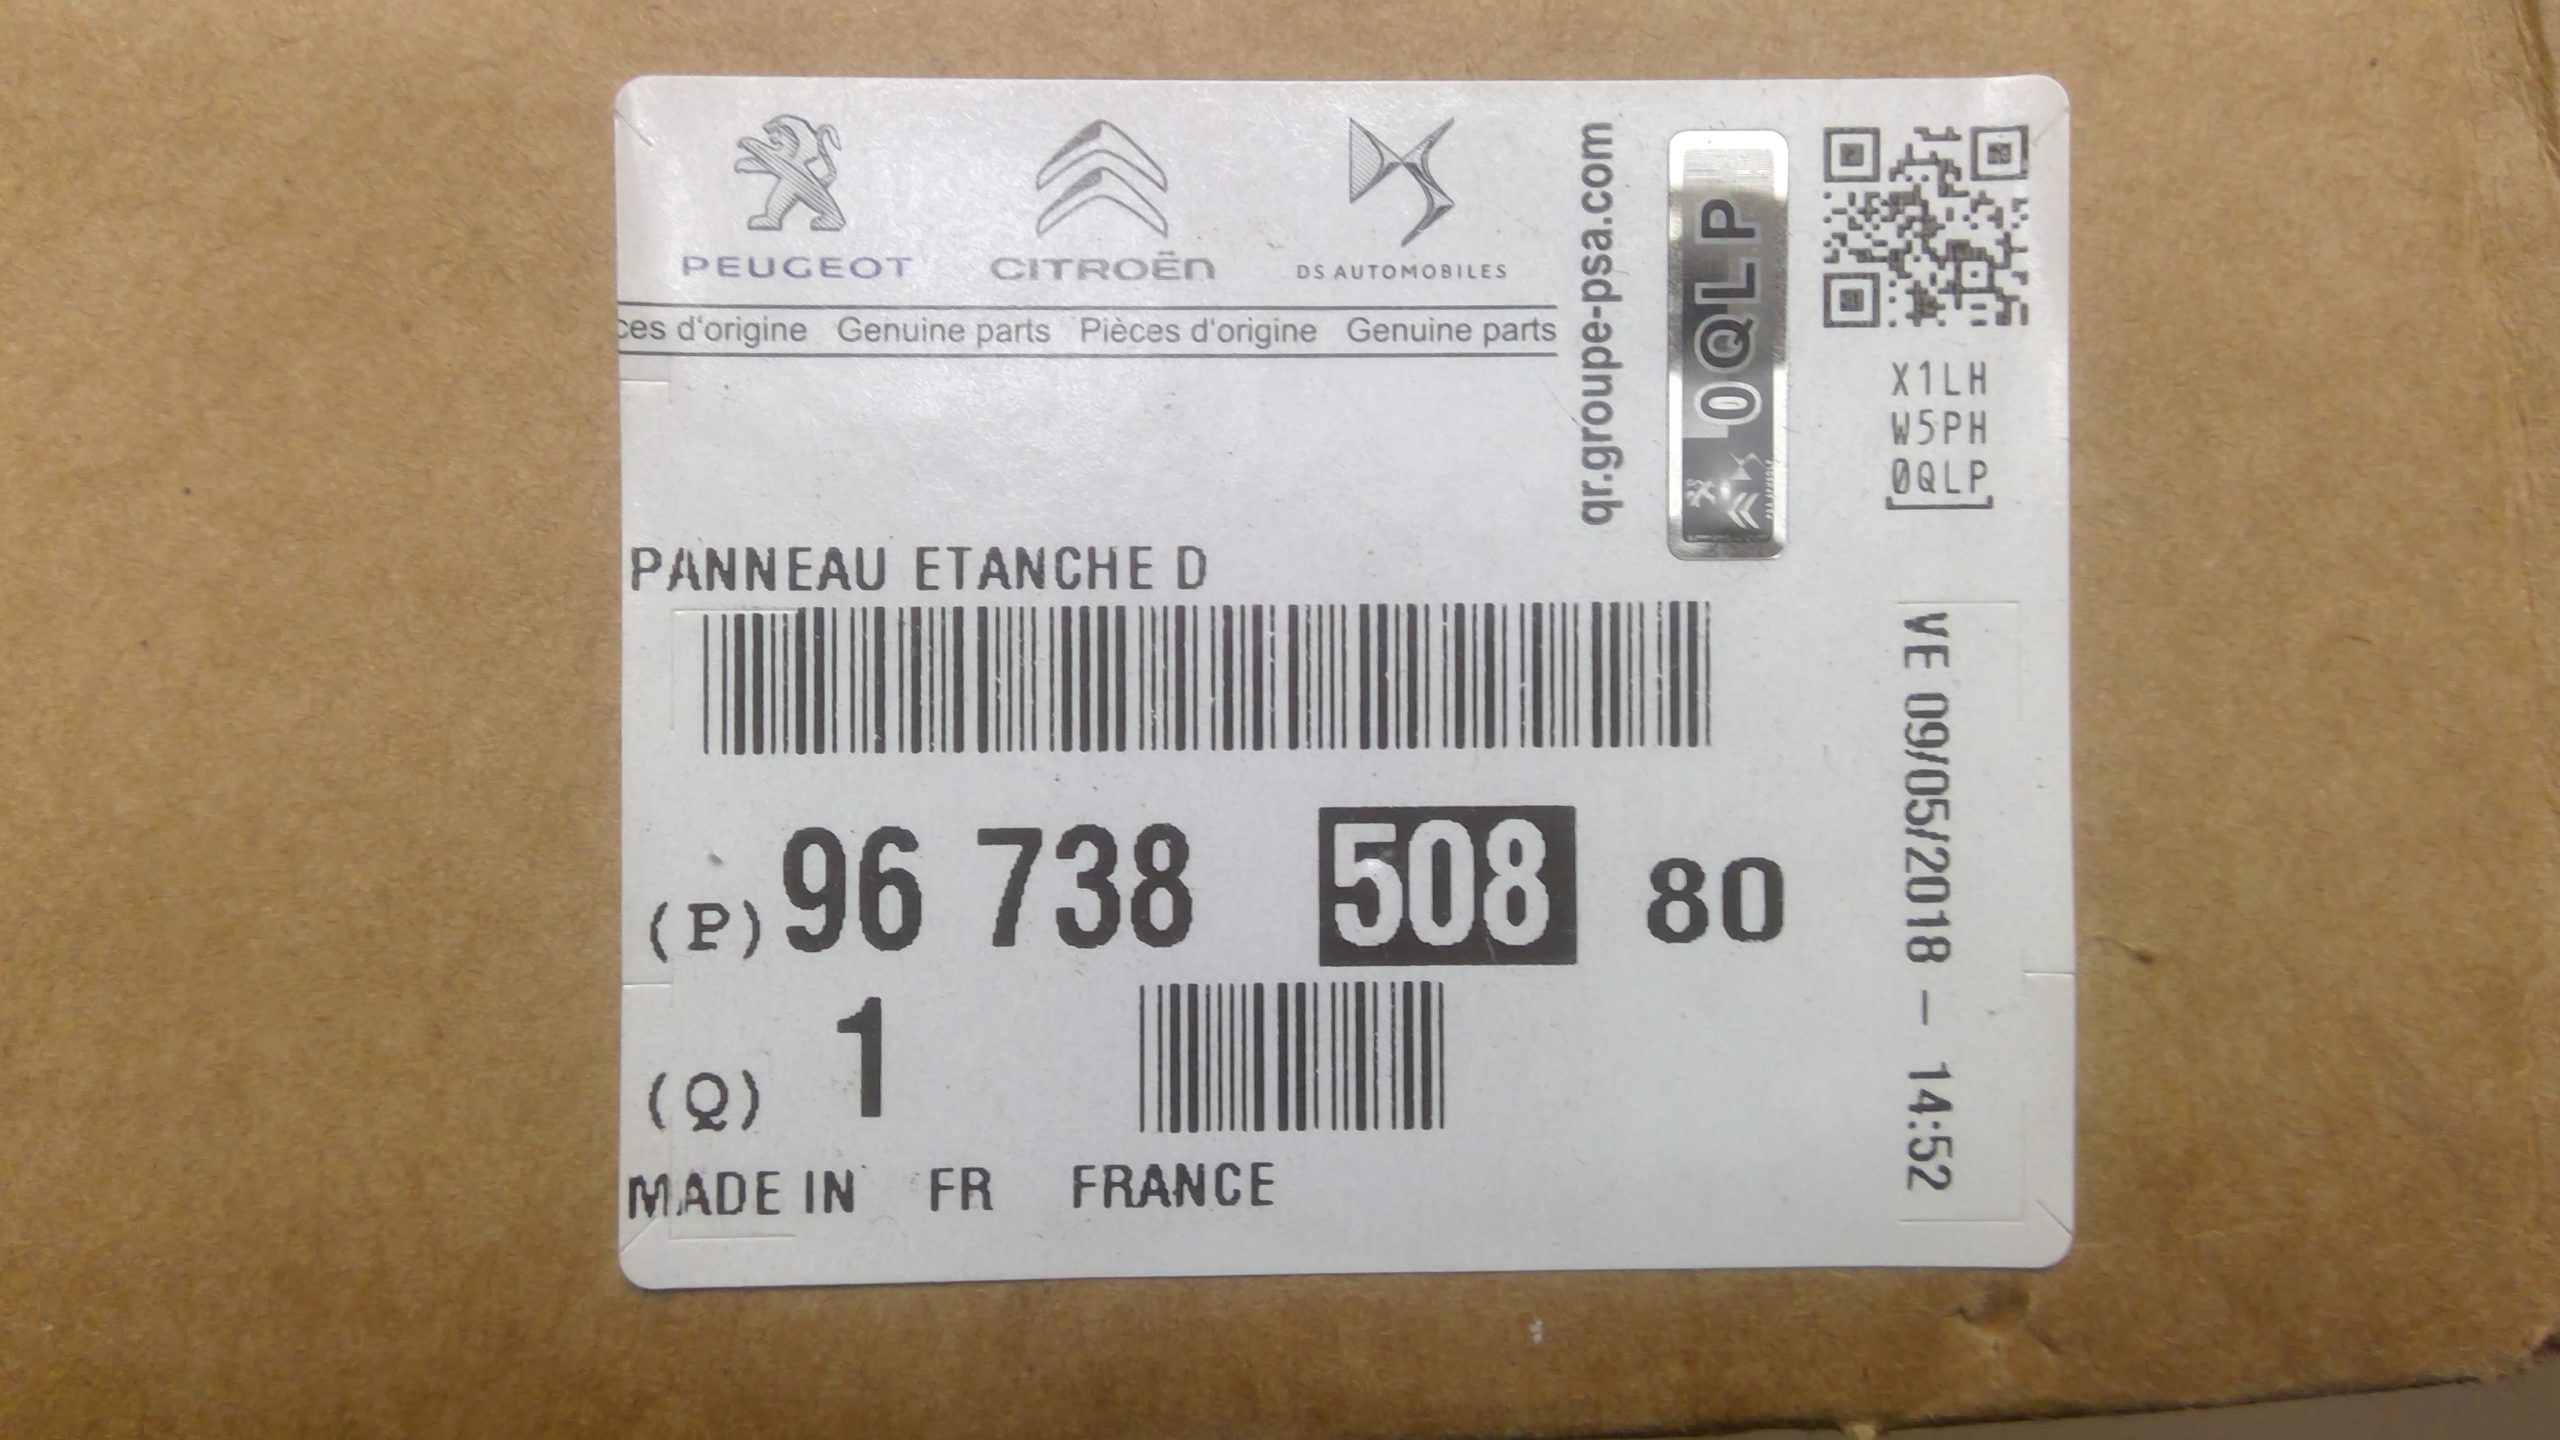 PEUGEOT
CITROËN
DS AUTOMOBILES
ces d'origine Genuine parts Pièces d'origine Genuine parts
qr.groupe-psa.com
0QLP
X1LH
W5PH
0QLP
PANNEAU ETANCHE D
(P) 96 738 508 80
(Q) 1
MADE IN FR FRANCE
VE 09/05/2018 - 14:52